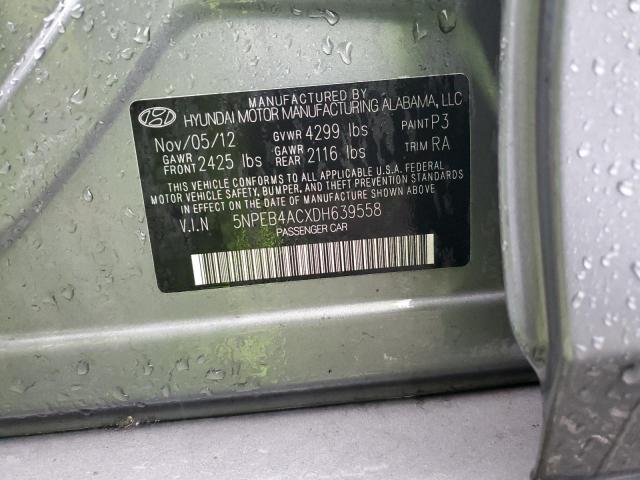 MANUFACTURED BY
HYUNDAI MOTOR MANUFACTURING ALABAMA, LLC
Nov/05/12 GVWR 4299 lbs PAINT P3
GAWR FRONT 2425 lbs GAWR REAR 2116 lbs TRIM RA
THIS VEHICLE CONFORMS TO ALL APPLICABLE U.S.A. FEDERAL
MOTOR VEHICLE SAFETY, BUMPER, AND THEFT PREVENTION STANDARDS
IN EFFECT ON THE DATE OF MANUFACTURE SHOWN ABOVE.
V.I.N 5NPEB4ACXDH639558
PASSENGER CAR